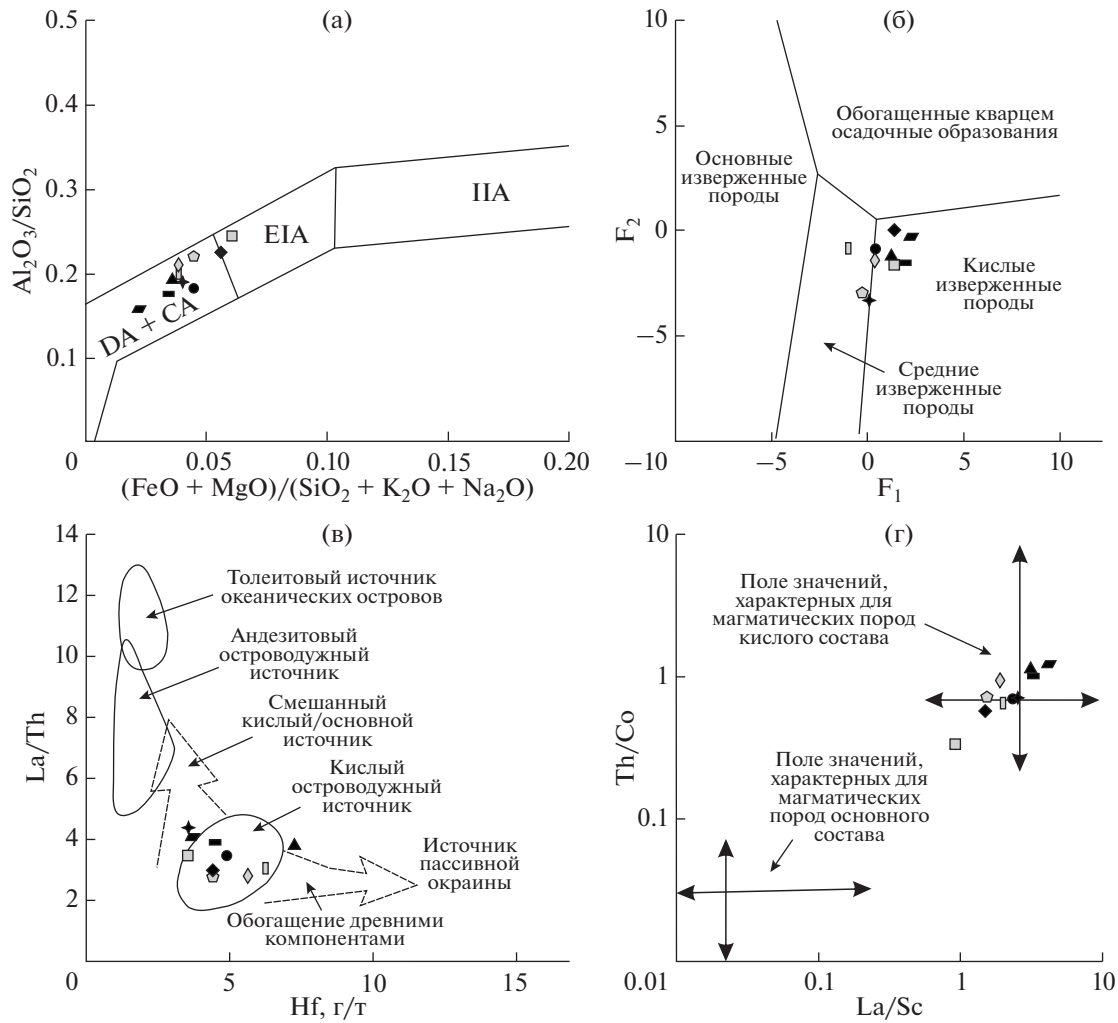 (а)
0.5
0.4
0.3
0.2
0.1
0
0.05
0.10
0.15
0.20
Al₂O₃/SiO₂
IIA
EIA
DA + CA
(FeO + MgO)/(SiO₂ + K₂O + Na₂O)
(б)
10
5
0
−5
−10
−5
0
5
10
F₂
Обогащенные кварцем
осадочные образования
Основные
изверженные
породы
Кислые
изверженные
породы
Средние
изверженные
породы
F₁
(в)
14
12
10
8
6
4
2
0
5
10
15
La/Th
Толеитовый источник
океанических островов
Андезитовый
островодужный
источник
Смешанный
кислый/основной
источник
Кислый
островодужный
источник
Источник
пассивной
окраины
Обогащение древними
компонентами
Hf, г/т
(г)
10
1
0.1
0.01
0.1
1
10
Th/Co
Поле значений,
характерных для
магматических пород
кислого состава
Поле значений,
характерных для
магматических
пород основного
состава
La/Sc